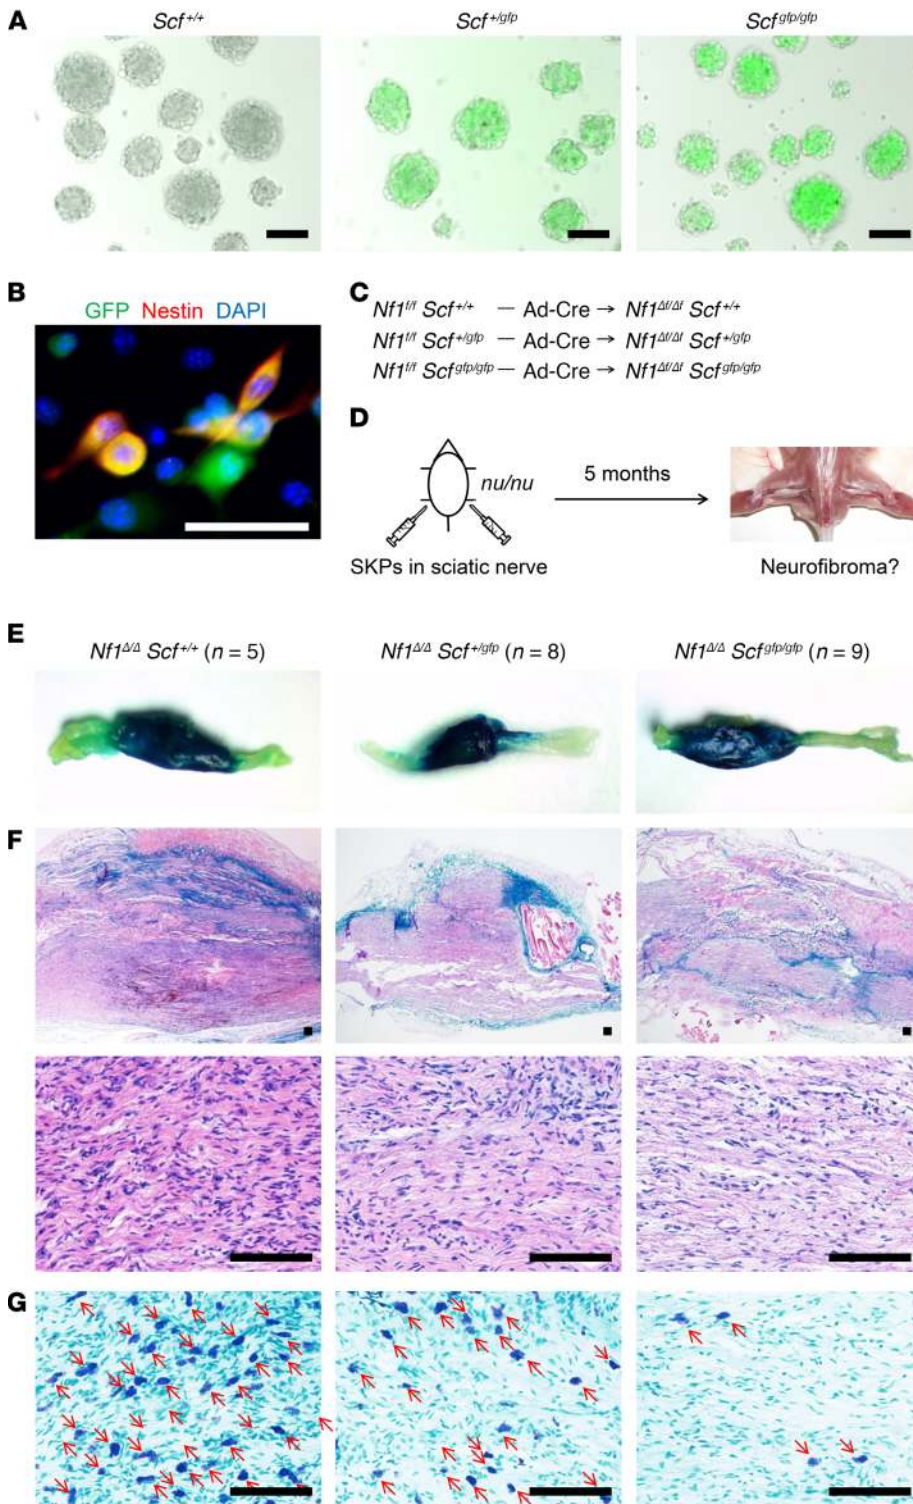 A
Scf+/+ Scf+/gfp Scfgfp/gfp
B
GFP Nestin DAPI
C
Nf1f/f Scf+/+ — Ad-Cre → Nf1Δf/Δf Scf+/+
Nf1f/f Scf+/gfp — Ad-Cre → Nf1Δf/Δf Scf+/gfp
Nf1f/f Scfgfp/gfp — Ad-Cre → Nf1Δf/Δf Scfgfp/gfp
D
nu/nu
5 months
SKPs in sciatic nerve
Neurofibroma?
E
Nf1Δ/Δ Scf+/+ (n = 5) Nf1Δ/Δ Scf+/gfp (n = 8) Nf1Δ/Δ Scfgfp/gfp (n = 9)
F
G